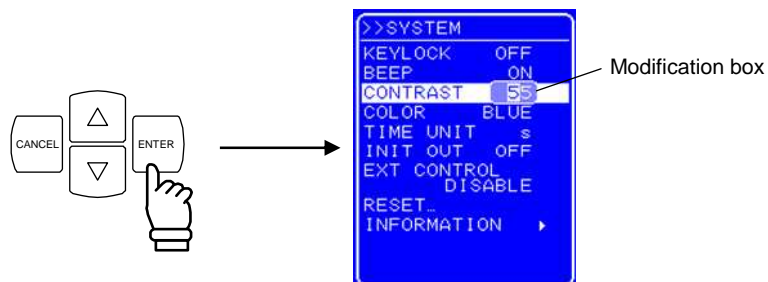 >>SYSTEM
KEYLOCK OFF
BEEP ON
Modification box
CONTRAST 55
COLOR BLUE
TIME UNIT s
CANCEL ENTER
INIT OUT OFF
EXT CONTROL
DISABLE
RESET…
INFORMATION